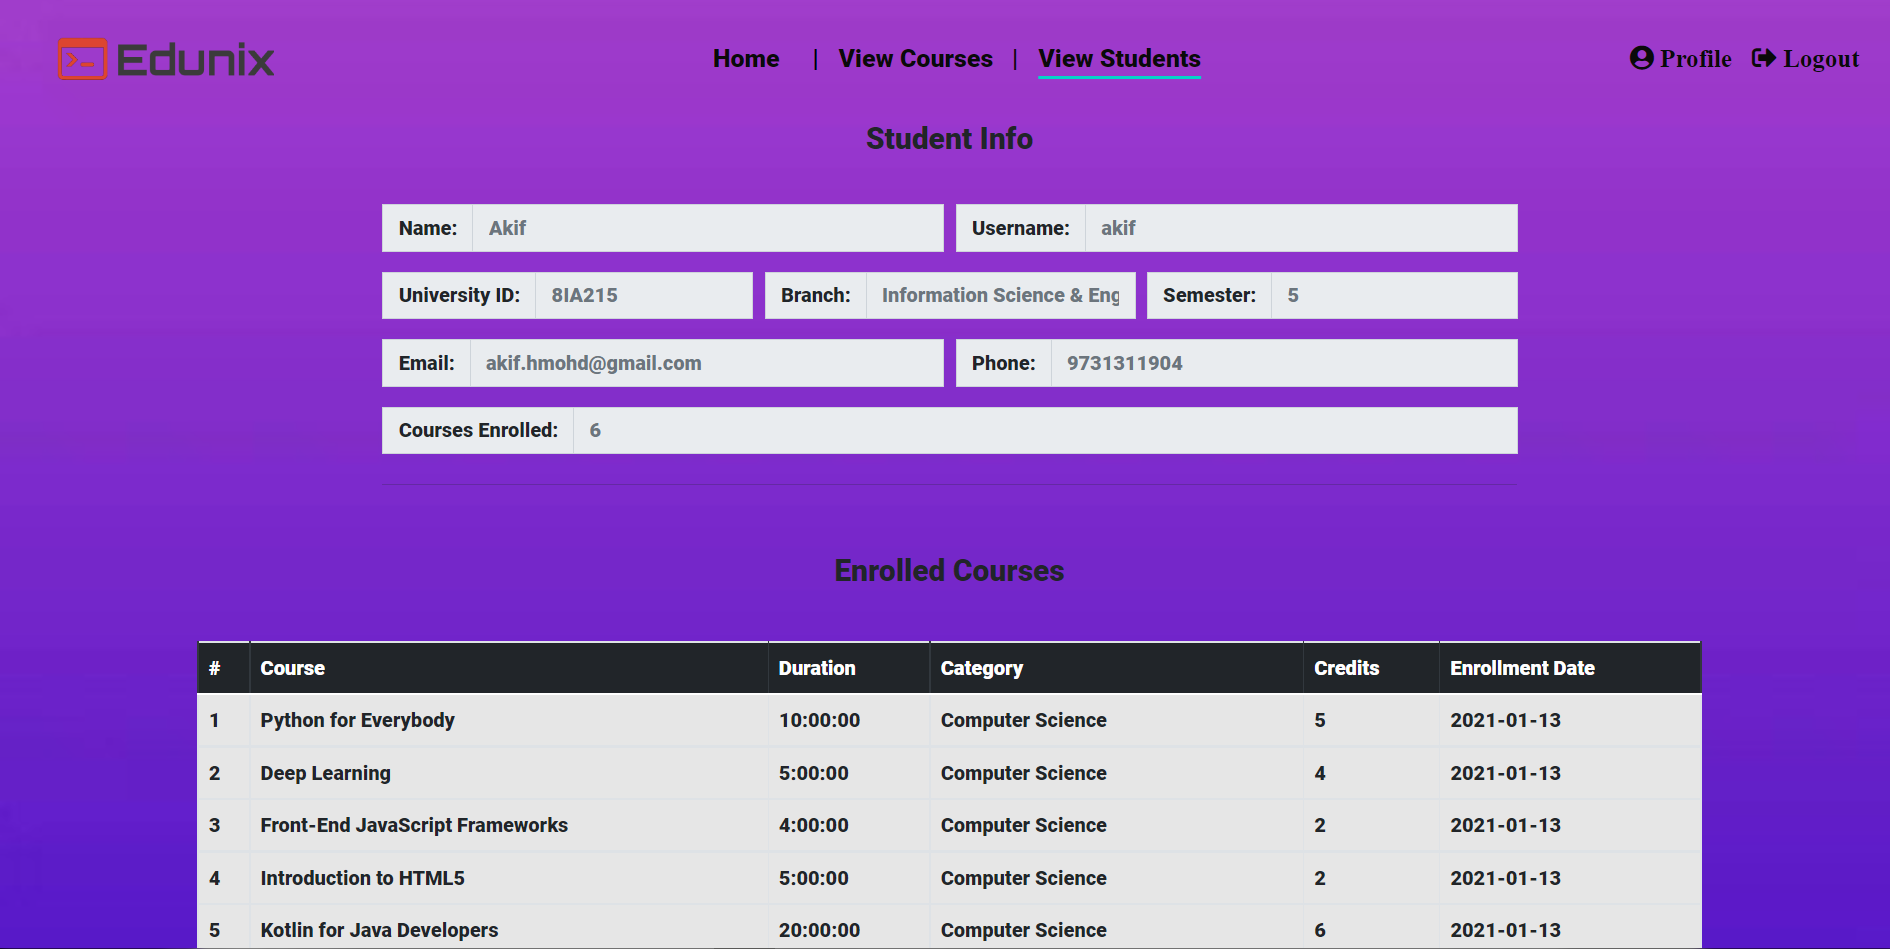 Edunix Home | View Courses | View Students Profile Logout
Student Info
Name: Akif Username: akif
University ID: 8IA215 Branch: Information Science & Eng Semester: 5
Email: akif.hmohd@gmail.com Phone: 9731311904
Courses Enrolled: 6
Enrolled Courses
# Course Duration Category Credits Enrollment Date
1 Python for Everybody 10:00:00 Computer Science 5 2021-01-13
2 Deep Learning 5:00:00 Computer Science 4 2021-01-13
3 Front-End JavaScript Frameworks 4:00:00 Computer Science 2 2021-01-13
4 Introduction to HTML5 5:00:00 Computer Science 2 2021-01-13
5 Kotlin for Java Developers 20:00:00 Computer Science 6 2021-01-13